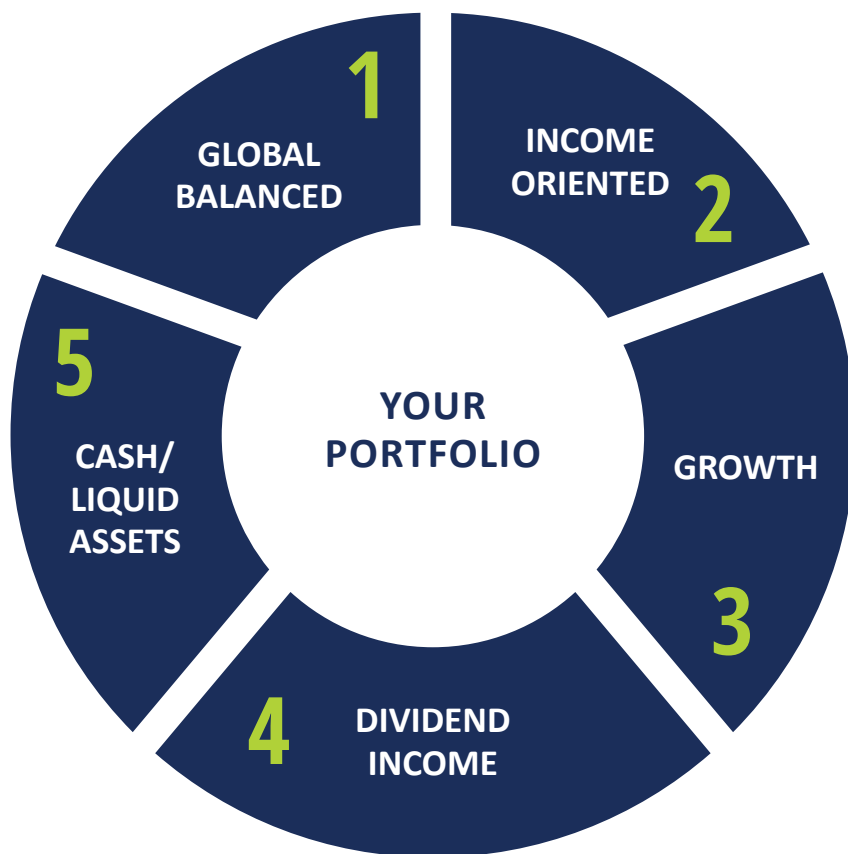 1
GLOBAL
BALANCED
INCOME
ORIENTED
2
GROWTH
3
4
DIVIDEND
INCOME
5
CASH/
LIQUID
ASSETS
YOUR
PORTFOLIO